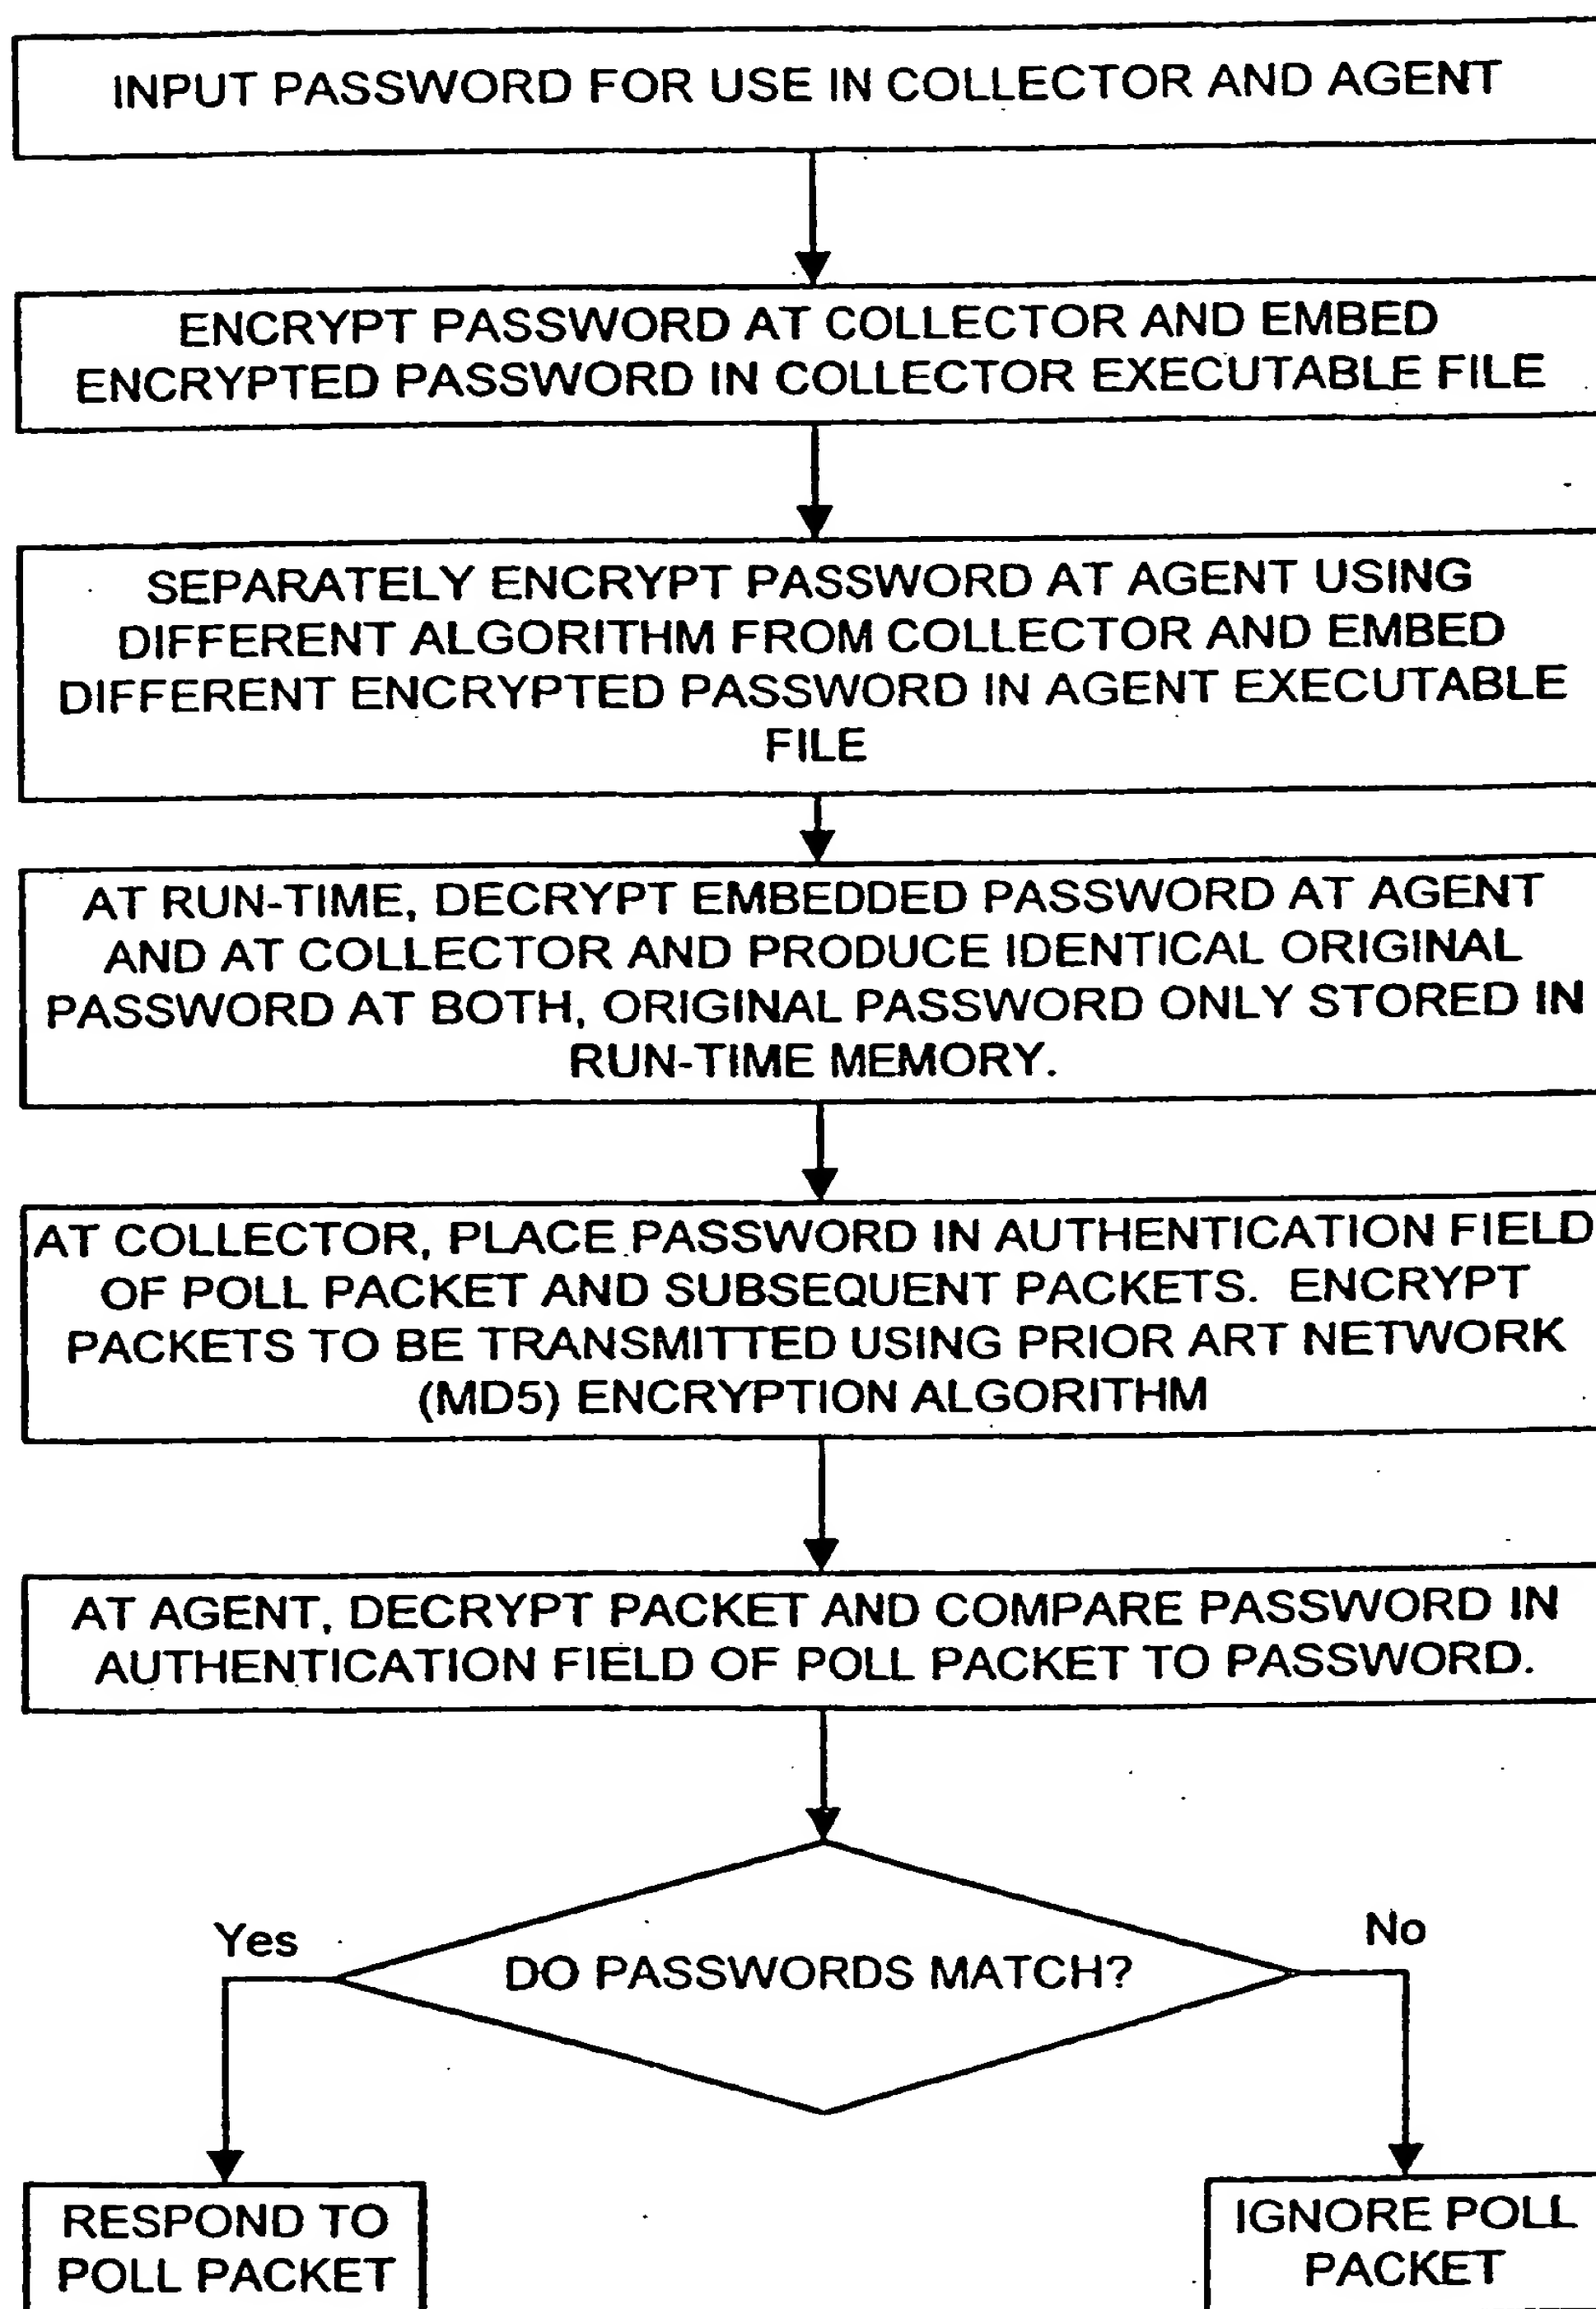 INPUT PASSWORD FOR USE IN COLLECTOR AND AGENT
ENCRYPT PASSWORD AT COLLECTOR AND EMBED
ENCRYPTED PASSWORD IN COLLECTOR EXECUTABLE FILE
SEPARATELY ENCRYPT PASSWORD AT AGENT USING
DIFFERENT ALGORITHM FROM COLLECTOR AND EMBED
DIFFERENT ENCRYPTED PASSWORD IN AGENT EXECUTABLE
FILE
AT RUN-TIME, DECRYPT EMBEDDED PASSWORD AT AGENT
AND AT COLLECTOR AND PRODUCE IDENTICAL ORIGINAL
PASSWORD AT BOTH, ORIGINAL PASSWORD ONLY STORED IN
RUN-TIME MEMORY.
AT COLLECTOR, PLACE PASSWORD IN AUTHENTICATION FIELD
OF POLL PACKET AND SUBSEQUENT PACKETS. ENCRYPT
PACKETS TO BE TRANSMITTED USING PRIOR ART NETWORK
(MD5) ENCRYPTION ALGORITHM
AT AGENT, DECRYPT PACKET AND COMPARE PASSWORD IN
AUTHENTICATION FIELD OF POLL PACKET TO PASSWORD.
Yes
No
DO PASSWORDS MATCH?
RESPOND TO
POLL PACKET
IGNORE POLL
PACKET